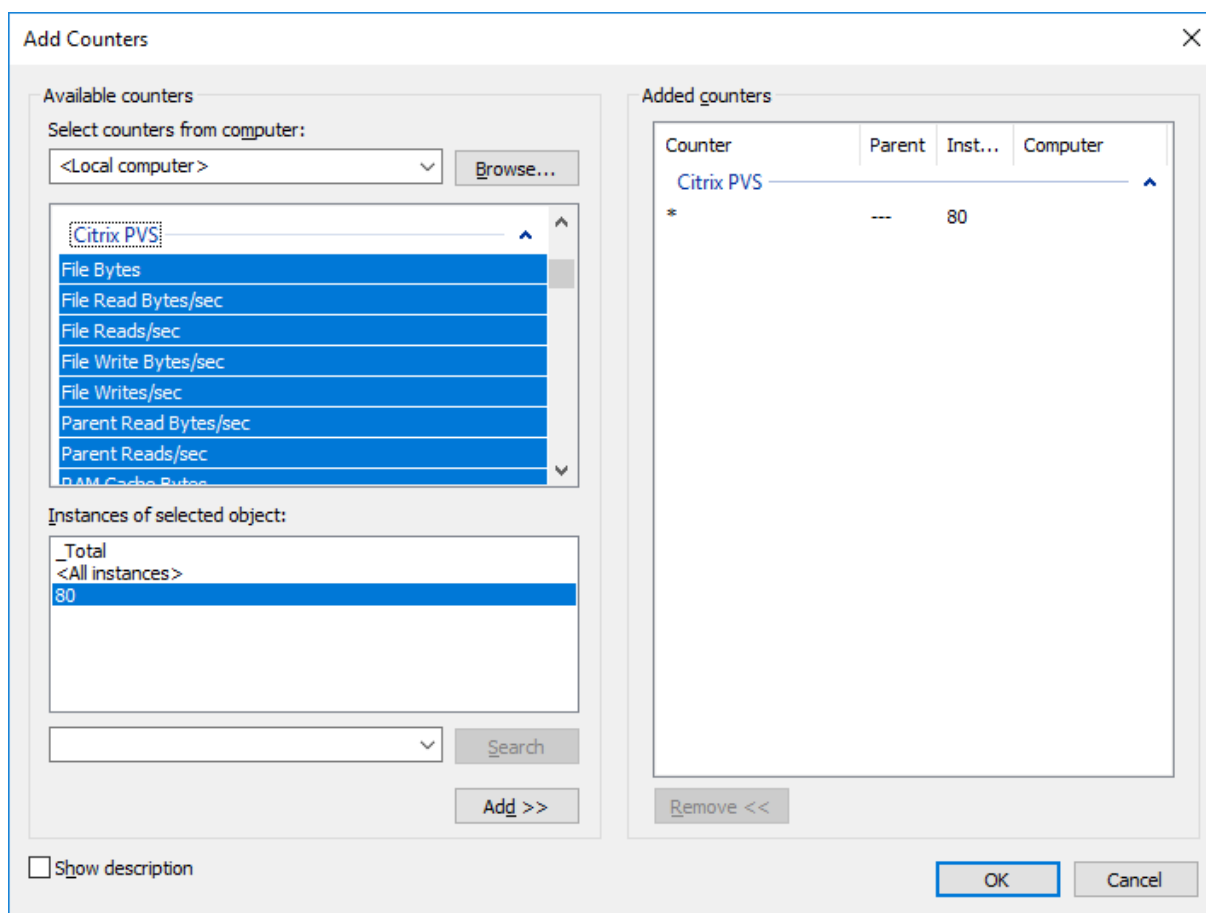 Add Counters
Available counters
Select counters from computer:
<Local computer>
Browse...
Citrix PVS
File Bytes
File Read Bytes/sec
File Reads/sec
File Write Bytes/sec
File Writes/sec
Parent Read Bytes/sec
Parent Reads/sec
RAM Cache Bytes
Instances of selected object:
_Total
<All instances>
80
Search
Add >>
Show description
Added counters
Counter Parent Inst... Computer
Citrix PVS
* --- 80
Remove <<
OK Cancel